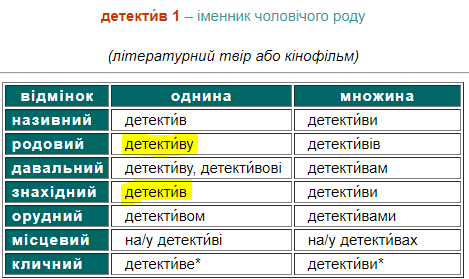 детекти́в 1 – іменник чоловічого роду
(літературний твір або кінофільм)
відмінок однина множина
називний детекти́в детекти́ви
родовий детекти́ву детекти́вів
давальний детекти́ву, детекти́вові детекти́вам
знахідний детекти́в детекти́ви
орудний детекти́вом детекти́вами
місцевий на/у детекти́ві на/у детекти́вах
кличний детекти́ве* детекти́ви*